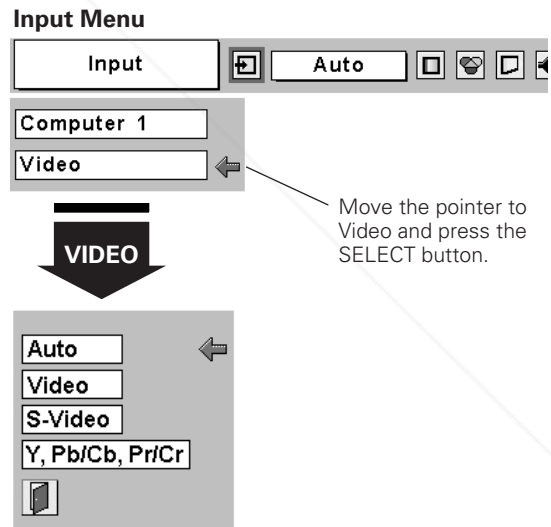 Input Menu
Input
Auto
Computer 1
Video
Move the pointer to
Video and press the
SELECT button.
VIDEO
Auto
Video
S-Video
Y, Pb/Cb, Pr/Cr